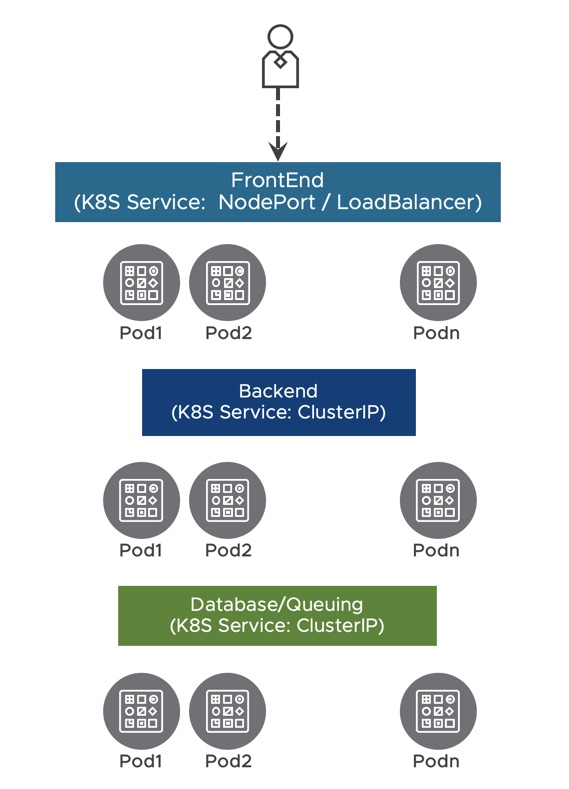 FrontEnd
(K8S Service:  NodePort / LoadBalancer)
Pod1 Pod2 Podn
Backend
(K8S Service: ClusterIP)
Pod1 Pod2 Podn
Database/Queuing
(K8S Service: ClusterIP)
Pod1 Pod2 Podn